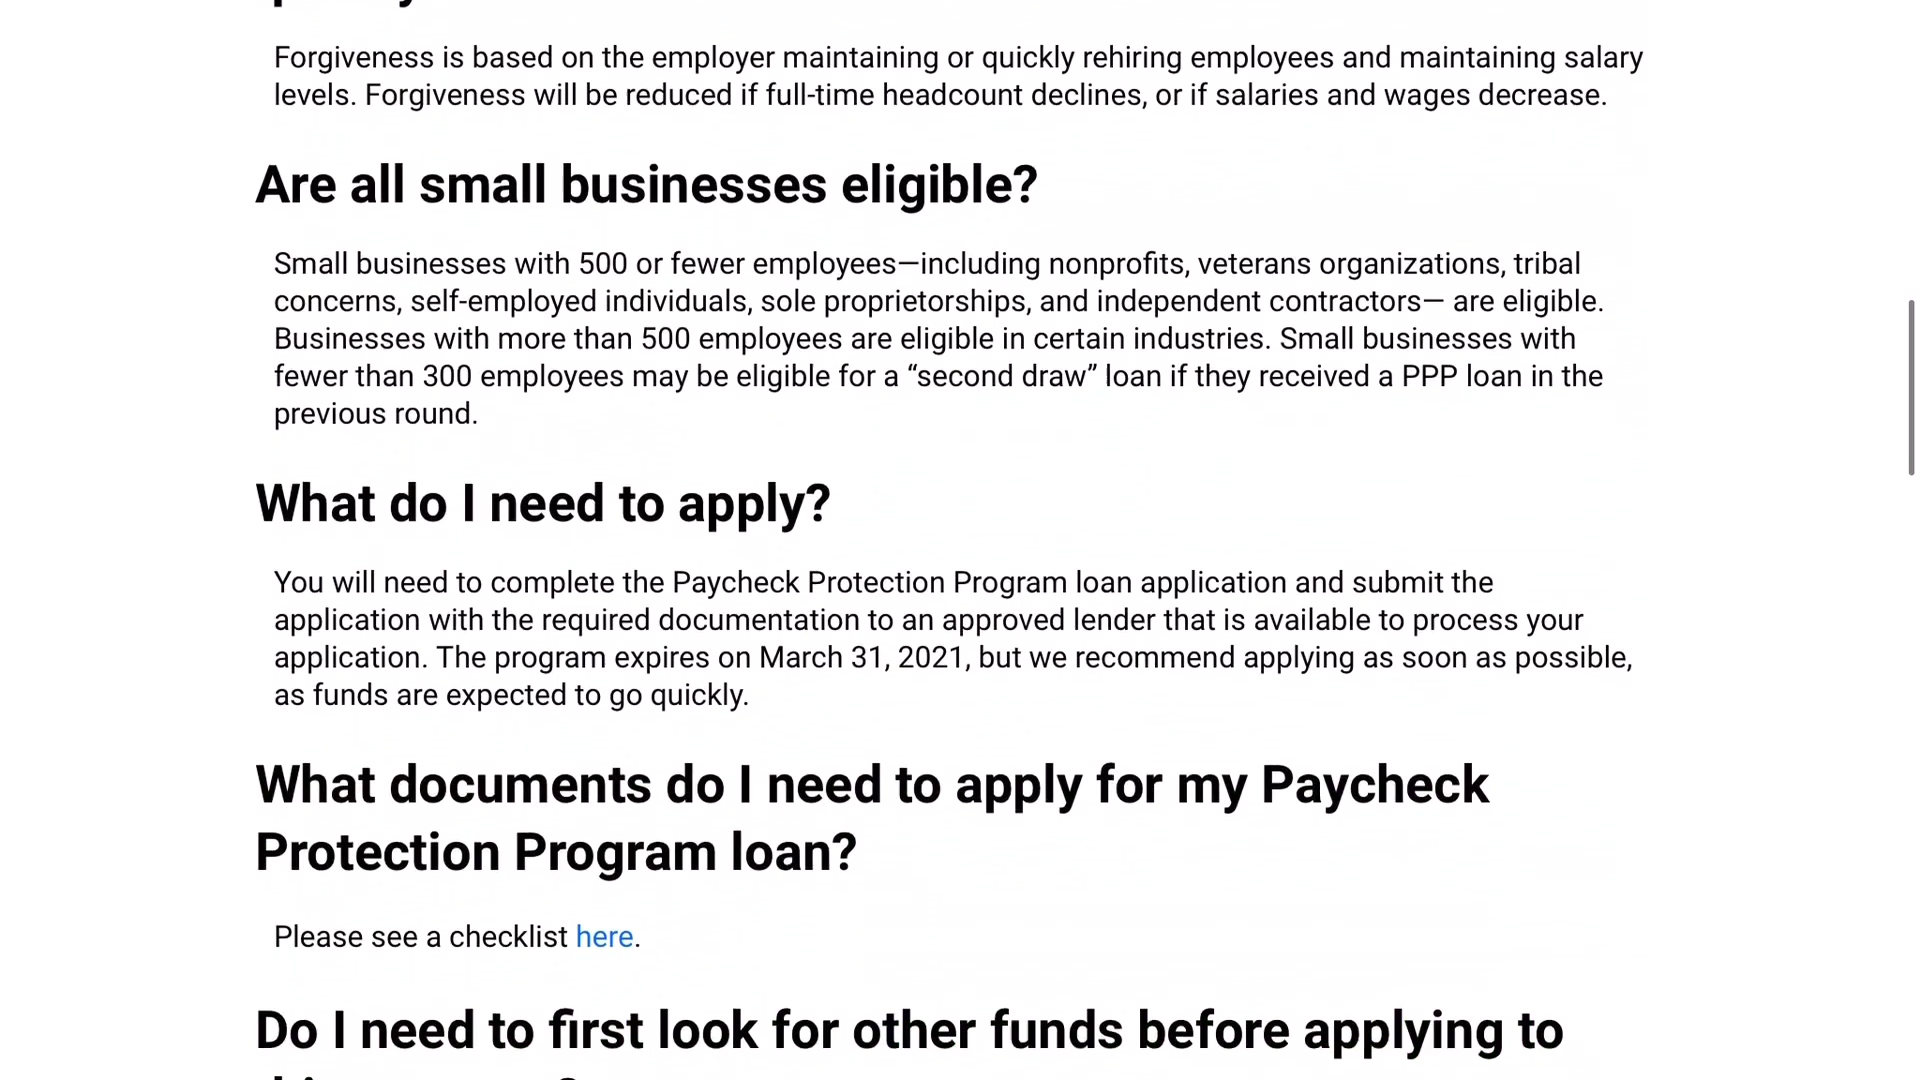 Forgiveness is based on the employer maintaining or quickly rehiring employees and maintaining salary
levels. Forgiveness will be reduced if full-time headcount declines, or if salaries and wages decrease.
Are all small businesses eligible?
Small businesses with 500 or fewer employees—including nonprofits, veterans organizations, tribal
concerns, self-employed individuals, sole proprietorships, and independent contractors— are eligible.
Businesses with more than 500 employees are eligible in certain industries. Small businesses with
fewer than 300 employees may be eligible for a “second draw” loan if they received a PPP loan in the
previous round.
What do I need to apply?
You will need to complete the Paycheck Protection Program loan application and submit the
application with the required documentation to an approved lender that is available to process your
application. The program expires on March 31, 2021, but we recommend applying as soon as possible,
as funds are expected to go quickly.
What documents do I need to apply for my Paycheck
Protection Program loan?
Please see a checklist here.
Do I need to first look for other funds before applying to